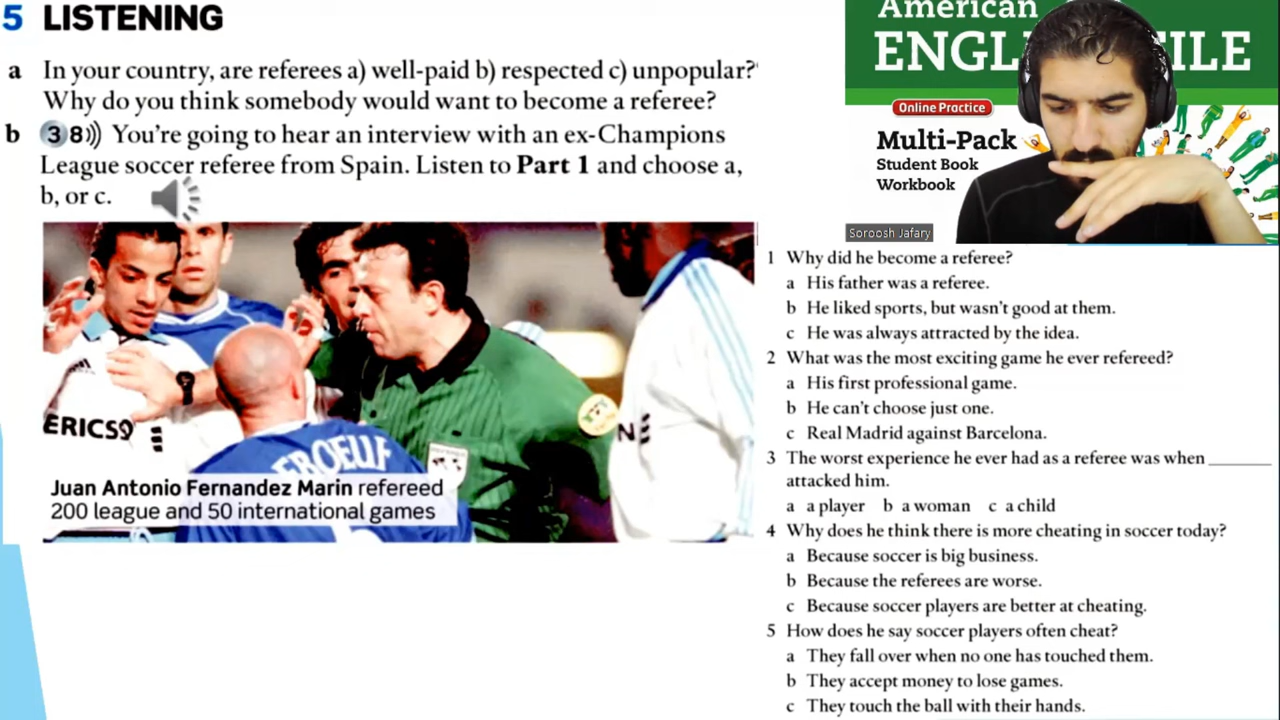 5 LISTENING
a In your country, are referees a) well-paid b) respected c) unpopular?
Why do you think somebody would want to become a referee?
b 3 8 You're going to hear an interview with an ex-Champions
League soccer referee from Spain. Listen to Part 1 and choose a,
b, or c.
ERICS
EBOEUF
Juan Antonio Fernandez Marin refereed
200 league and 50 international games
American
ENGL ILE
Online Practice
Multi-Pack
Student Book
Workbook
Soroosh Jafary
1 Why did he become a referee?
a His father was a referee.
b He liked sports, but wasn't good at them.
c He was always attracted by the idea.
2 What was the most exciting game he ever refereed?
a His first professional game.
b He can't choose just one.
c Real Madrid against Barcelona.
3 The worst experience he ever had as a referee was when ______
attacked him.
a a player b a woman c a child
4 Why does he think there is more cheating in soccer today?
a Because soccer is big business.
b Because the referees are worse.
c Because soccer players are better at cheating.
5 How does he say soccer players often cheat?
a They fall over when no one has touched them.
b They accept money to lose games.
c They touch the ball with their hands.